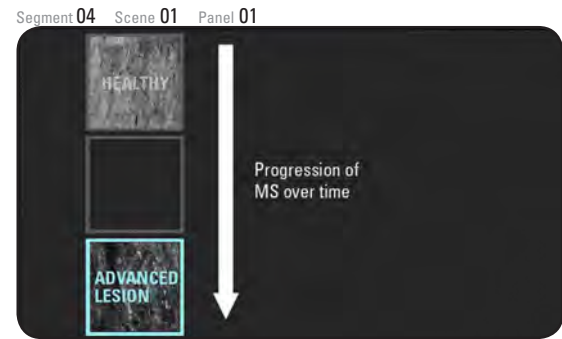 Segment 04 Scene 01 Panel 01
HEALTHY
Progression of
MS over time
ADVANCED
LESION